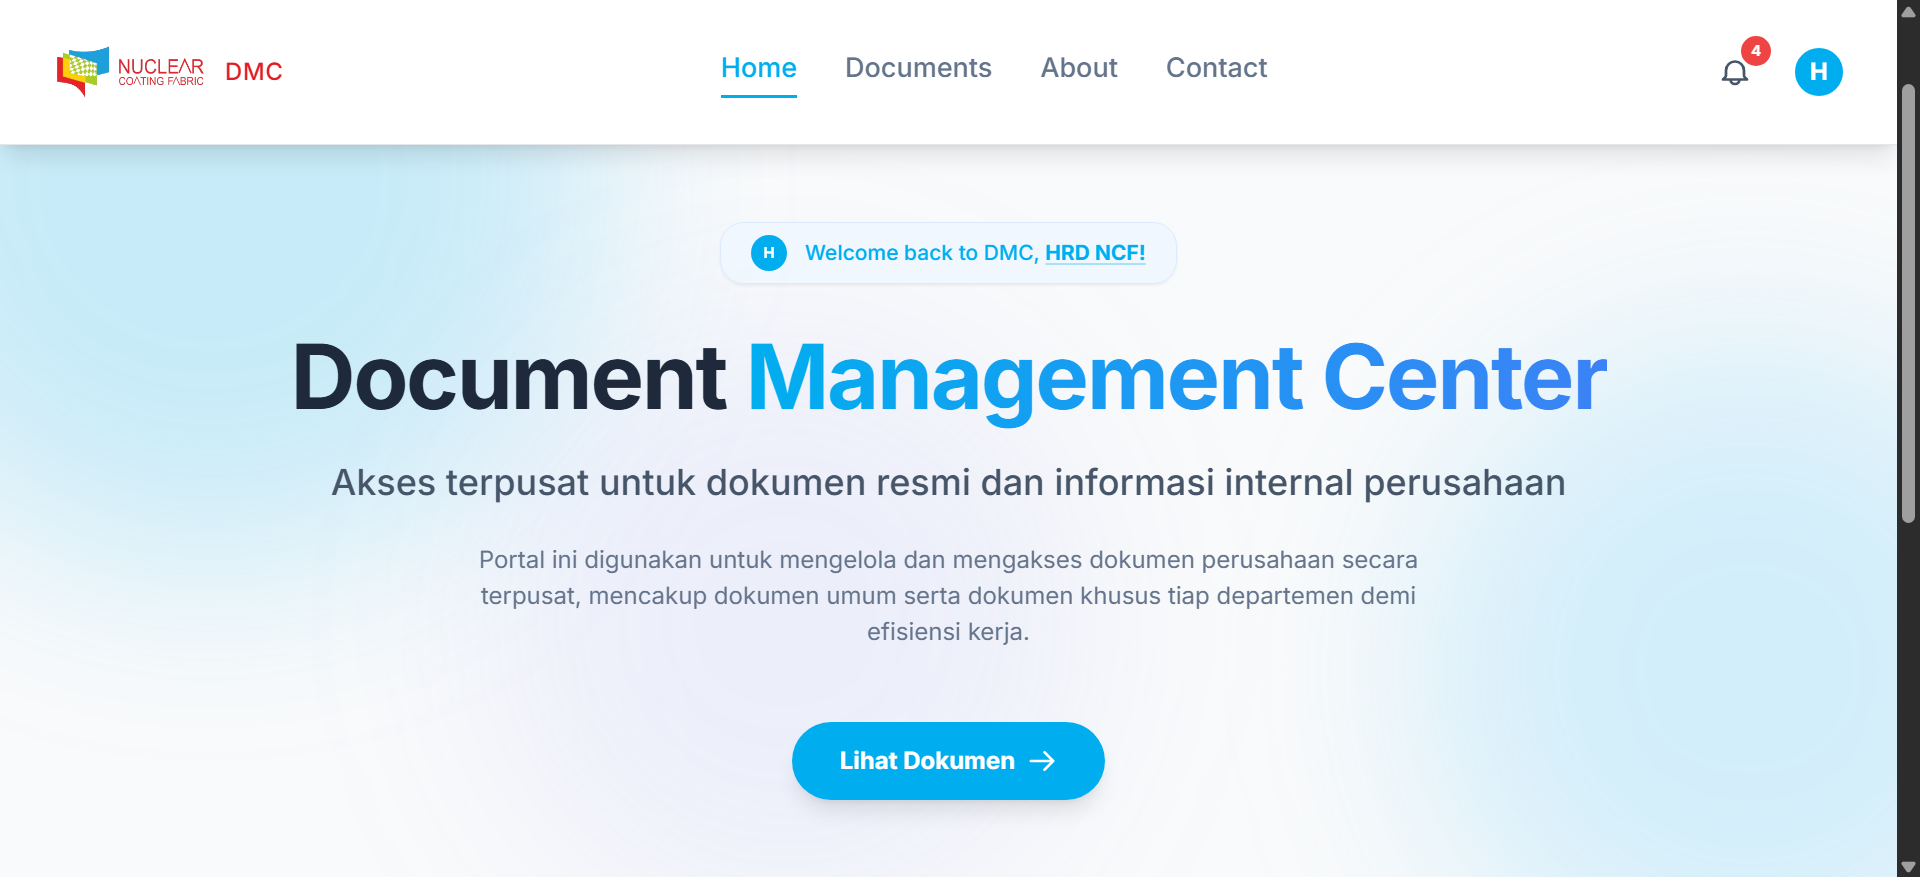 NUCLEAR
COATING FABRIC
DMC
Home
Documents
About
Contact
4
H
H
Welcome back to DMC, HRD NCF!
Document Management Center
Akses terpusat untuk dokumen resmi dan informasi internal perusahaan
Portal ini digunakan untuk mengelola dan mengakses dokumen perusahaan secara
terpusat, mencakup dokumen umum serta dokumen khusus tiap departemen demi
efisiensi kerja.
Lihat Dokumen